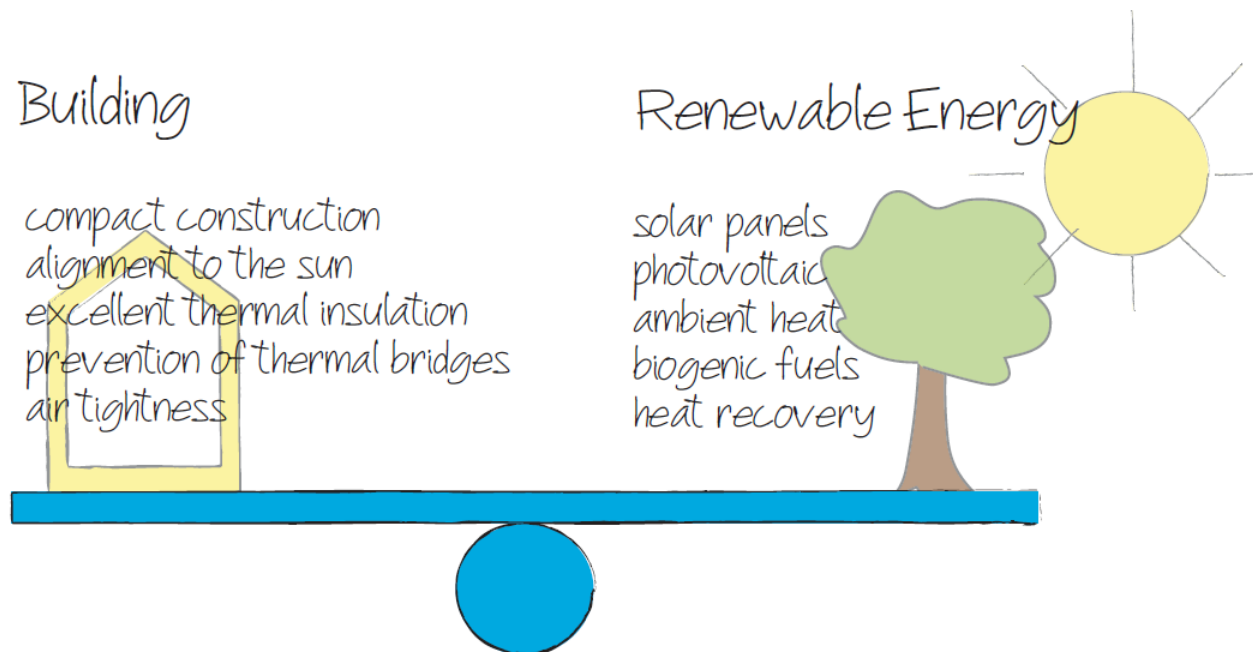 Building
compact construction
alignment to the sun
excellent thermal insulation
prevention of thermal bridges
air tightness
Renewable Energy
solar panels
photovoltaic
ambient heat
biogenic fuels
heat recovery